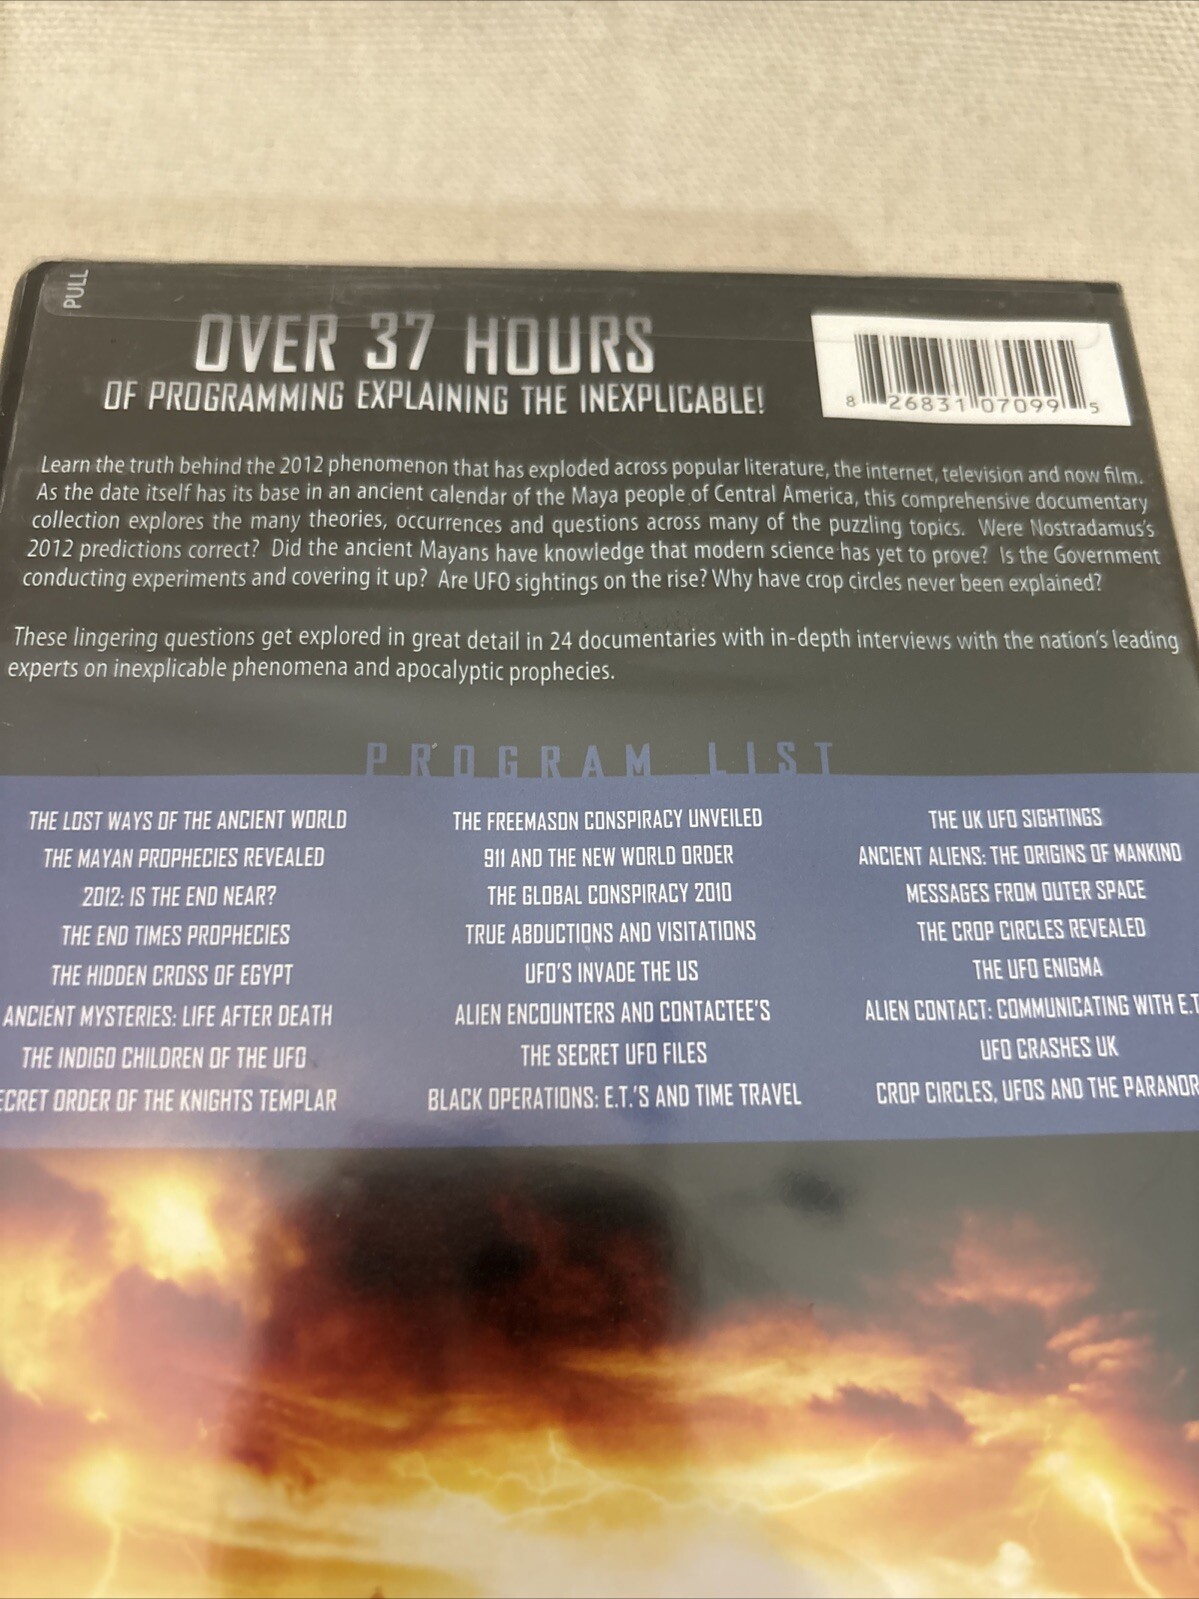 PULL
OVER 37 HOURS
OF PROGRAMMING EXPLAINING THE INEXPLICABLE!
8 26831 07099 5
Learn the truth behind the 2012 phenomenon that has exploded across popular literature, the internet, television and now film.
As the date itself has its base in an ancient calendar of the Maya people of Central America, this comprehensive documentary
collection explores the many theories, occurrences and questions across many of the puzzling topics. Were Nostradamus's
2012 predictions correct? Did the ancient Mayans have knowledge that modern science has yet to prove? Is the Government
conducting experiments and covering it up? Are UFO sightings on the rise? Why have crop circles never been explained?
These lingering questions get explored in great detail in 24 documentaries with in-depth interviews with the nation's leading
experts on inexplicable phenomena and apocalyptic prophecies.
PROGRAM LIST
THE LOST WAYS OF THE ANCIENT WORLD
THE MAYAN PROPHECIES REVEALED
2012: IS THE END NEAR?
THE END TIMES PROPHECIES
THE HIDDEN CROSS OF EGYPT
ANCIENT MYSTERIES: LIFE AFTER DEATH
THE INDIGO CHILDREN OF THE UFO
ECRET ORDER OF THE KNIGHTS TEMPLAR
THE FREEMASON CONSPIRACY UNVEILED
911 AND THE NEW WORLD ORDER
THE GLOBAL CONSPIRACY 2010
TRUE ABDUCTIONS AND VISITATIONS
UFO'S INVADE THE US
ALIEN ENCOUNTERS AND CONTACTEE'S
THE SECRET UFO FILES
BLACK OPERATIONS: E.T.'S AND TIME TRAVEL
THE UK UFO SIGHTINGS
ANCIENT ALIENS: THE ORIGINS OF MANKIND
MESSAGES FROM OUTER SPACE
THE CROP CIRCLES REVEALED
THE UFO ENIGMA
ALIEN CONTACT: COMMUNICATING WITH E.T
UFO CRASHES UK
CROP CIRCLES, UFOS AND THE PARANOR